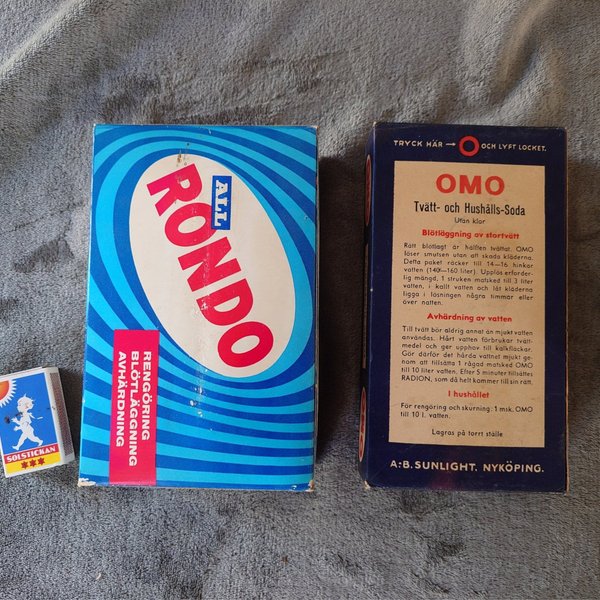 SOLSTICKAN
ALL
RONDO
RENGÖRING
BLÖTLÄGGNING
AVHÄRDNING
TRYCK HÄR → OCH LYFT LOCKET.
OMO
Tvätt- och Hushålls-Soda
Utan klor
Blötläggning av stortvätt
Rätt blötlagt är hälften tvättat. OMO
löser smutsen utan att skada kläderna.
Detta paket räcker till 14—16 hinkar
vatten (140—160 liter). Upplös erforder-
lig mängd, 1 struken matsked till 3 liter
vatten, i kallt vatten och låt kläderna
ligga i lösningen några timmar eller
över natten.
Avhärdning av vatten
Till tvätt bör aldrig annat än mjukt vatten
användas. Hårt vatten förbrukar tvätt-
medel och ger upphov till kalkfläckar.
Gör därför det hårda vattnet mjukt ge-
nom att tillsätta 1 rågad matsked OMO
till 10 liter vatten. Efter 5 minuter tillsättes
RADION, som då helt kommer till sin rätt.
I hushållet
För rengöring och skurning: 1 msk. OMO
till 10 l. vatten.
Lagras på torrt ställe
A.-B. SUNLIGHT. NYKÖPING.